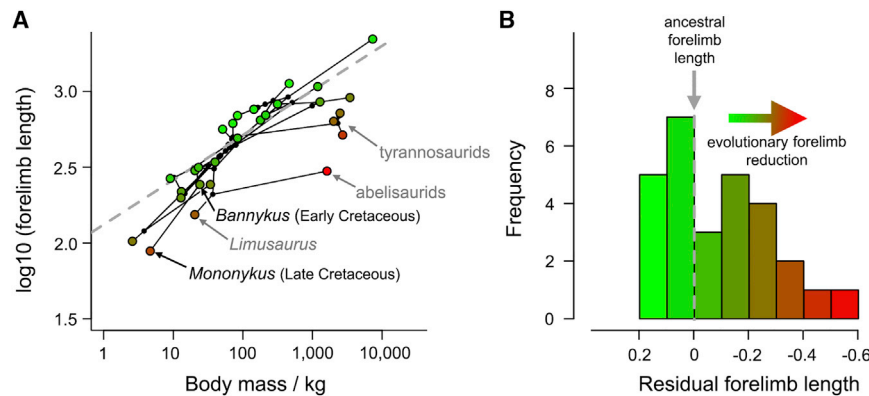 A
log10 (forelimb length)
3.0
2.5
2.0
1.5
tyrannosaurids
abelisaurids
Bannykus (Early Cretaceous)
Limusaurus
Mononykus (Late Cretaceous)
1
10
100
1,000
10,000
Body mass / kg
B
ancestral
forelimb
length
evolutionary forelimb
reduction
Frequency
8
6
4
2
0
0.2
0
-0.2
-0.4
-0.6
Residual forelimb length